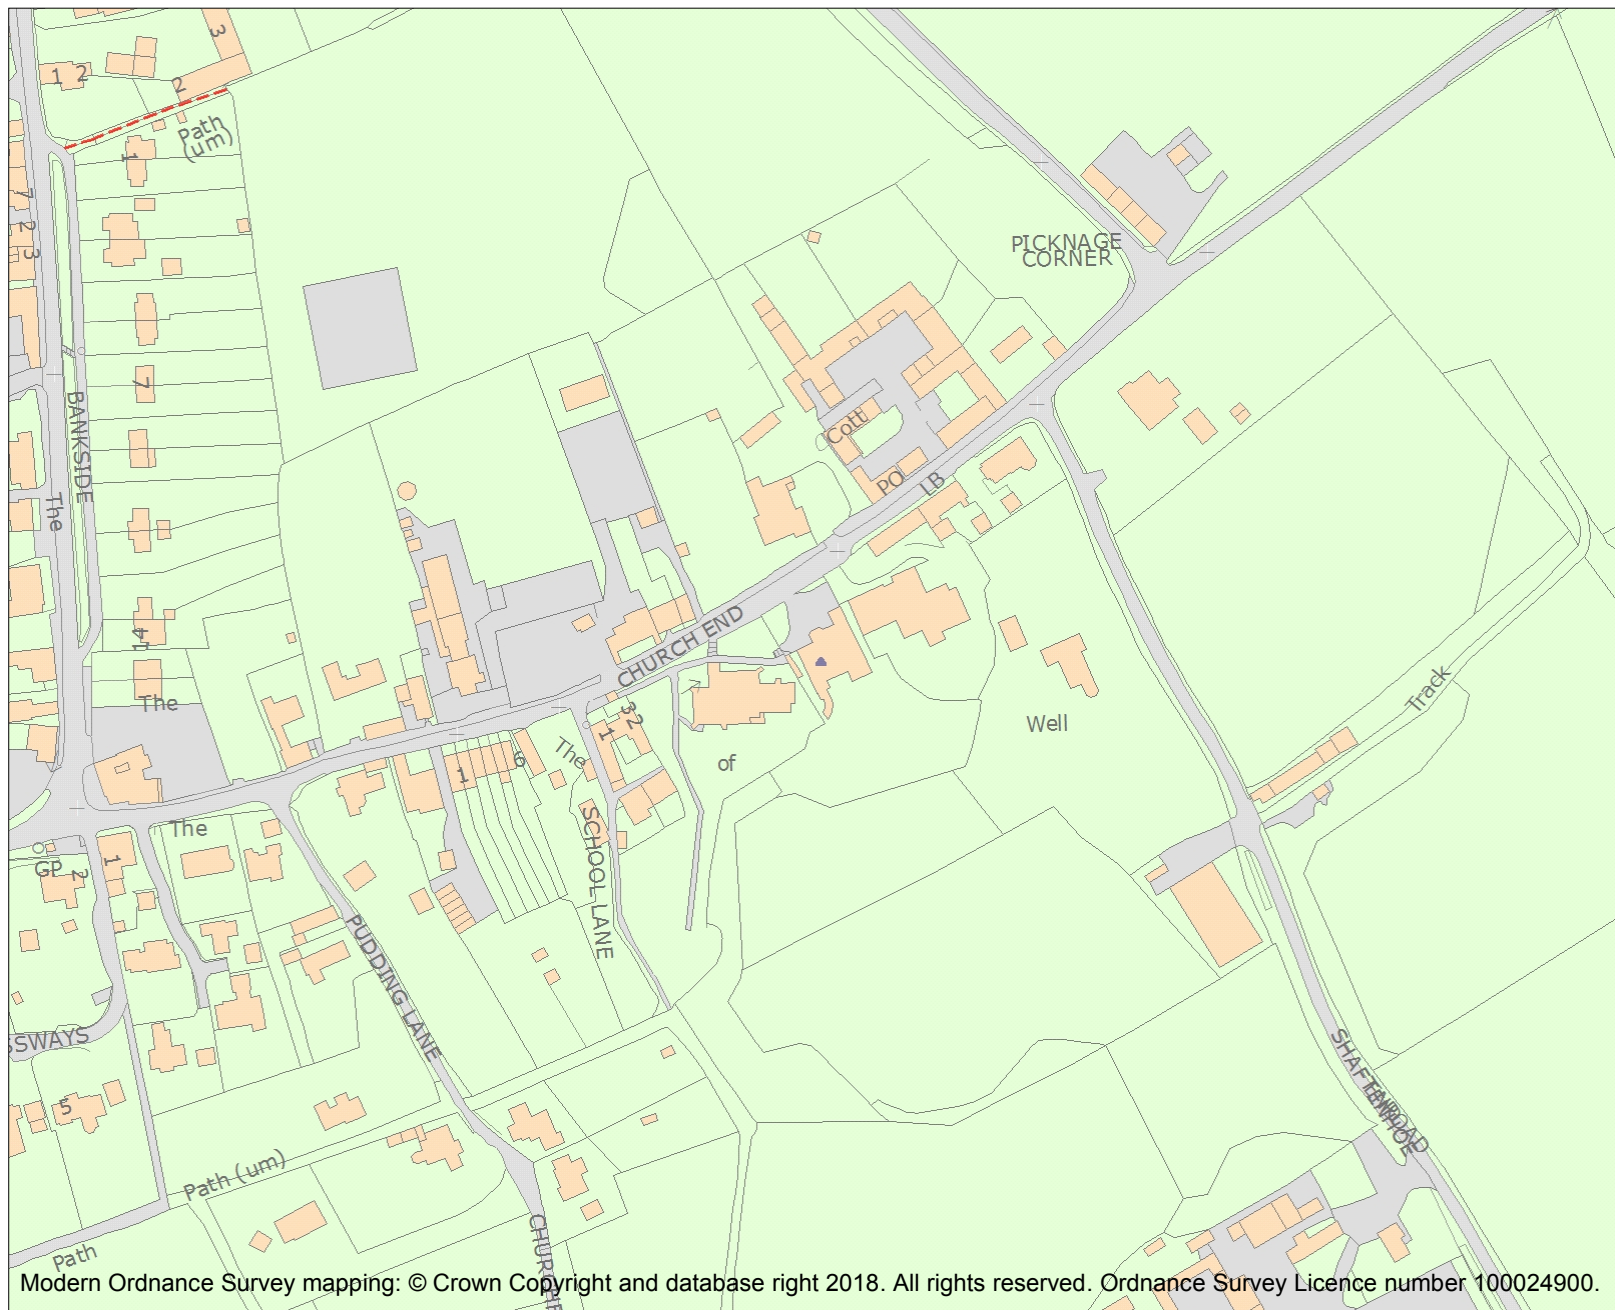 3
1 2
2
Path
(um)
1
7
2
3
PICKNAGE
CORNER
7
BANKSIDE
The
Cott
PO
LB
14
The
CHURCH END
3
2
1
The
6
1
of
Well
Track
The
SCHOOL LANE
1
GP
2
PUDDING LANE
SSWAYS
5
Path (um)
Path
SHAFTENHOE
ROAD
Modern Ordnance Survey mapping: © Crown Copyright and database right 2018. All rights reserved. Ordnance Survey Licence number 100024900.